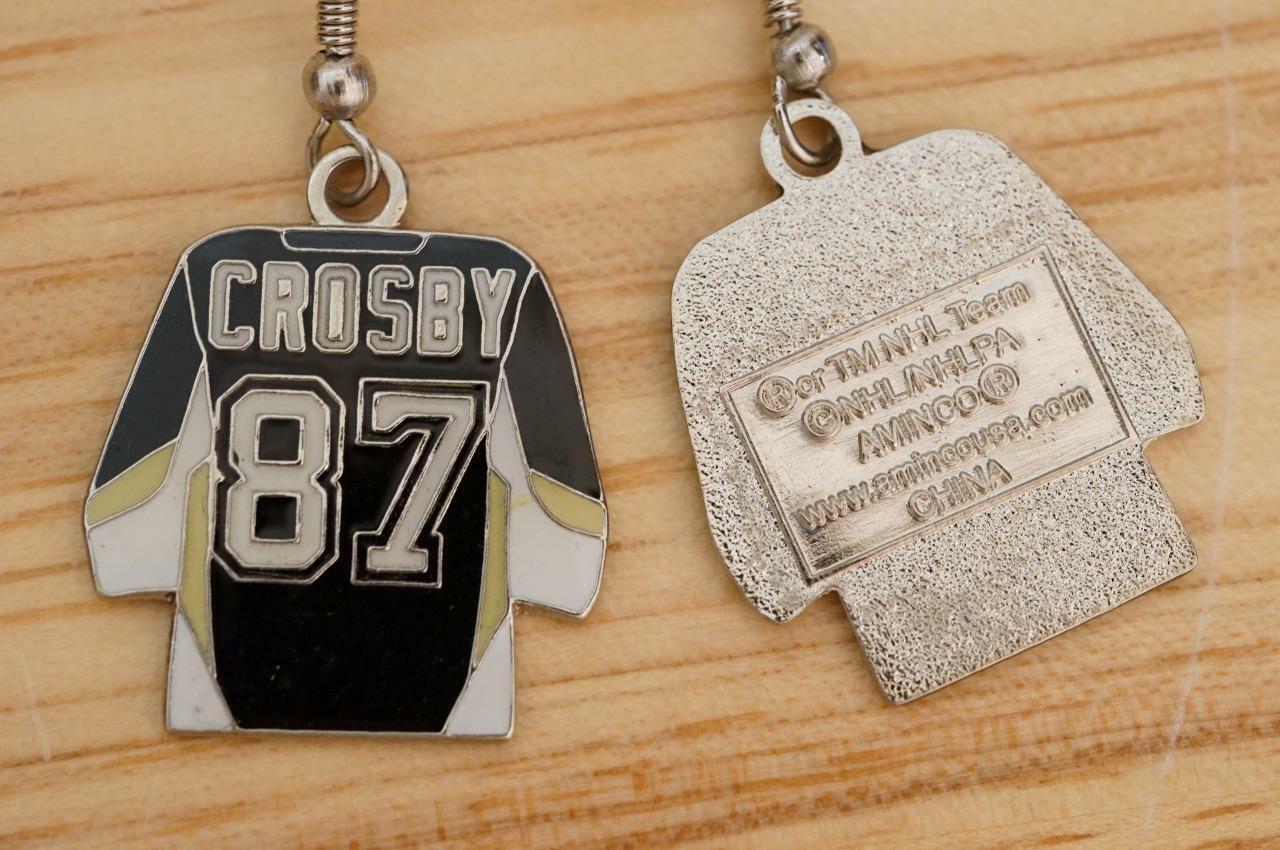 CROSBY
87
®or TM NHL Team
©NHL/NHLPA
AMINCO®
www.amincousa.com
CHINA